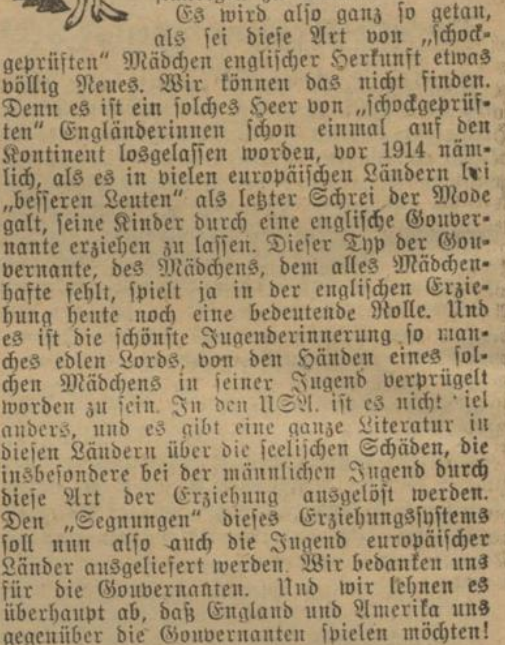 Es wird also ganz so getan,
als sei diese Art von „schock-
geprüften“ Mädchen englischer Herkunft etwas
völlig Neues. Wir können das nicht finden.
Denn es ist ein solches Heer von „schockgeprüf-
ten“ Engländerinnen schon einmal auf den
Kontinent losgelassen worden, vor 1914 näm-
lich, als es in vielen europäischen Ländern bei
„besseren Leuten“ als letzter Schrei der Mode
galt, seine Kinder durch eine englische Gouver-
nante erziehen zu lassen. Dieser Typ der Gou-
vernante, des Mädchens, dem alles Mädchen-
hafte fehlt, spielt ja in der englischen Erzie-
hung heute noch eine bedeutende Rolle. Und
es ist die schönste Jugenderinnerung so man-
ches edlen Lords, von den Händen eines sol-
chen Mädchens in seiner Jugend verprügelt
worden zu sein. In den USA. ist es nicht iel
anders, und es gibt eine ganze Literatur in
diesen Ländern über die seelischen Schäden, die
insbesondere bei der männlichen Jugend durch
diese Art der Erziehung ausgelöst werden.
Den „Segnungen“ dieses Erziehungssystems
soll nun also auch die Jugend europäischer
Länder ausgeliefert werden. Wir bedanken uns
für die Gouvernanten. Und wir lehnen es
überhaupt ab, daß England und Amerika uns
gegenüber die Gouvernanten spielen möchten!